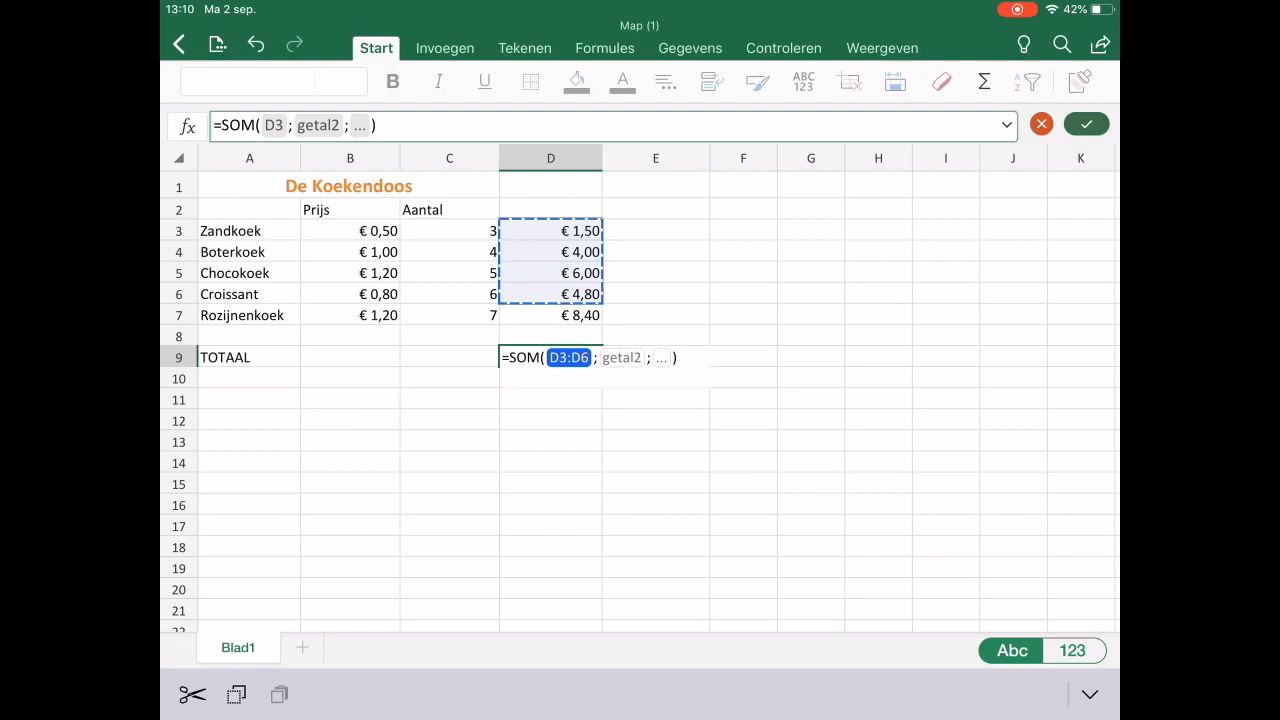 13:10 Ma 2 sep.
42%
Map (1)
Start Invoegen Tekenen Formules Gegevens Controleren Weergeven
B I U A ABC 123 Σ A Z
fx =SOM( D3 ; getal2 ; ... )
A B C D E F G H I J K
1 De Koekendoos
2 Prijs Aantal
3 Zandkoek € 0,50 3 € 1,50
4 Boterkoek € 1,00 4 € 4,00
5 Chocokoek € 1,20 5 € 6,00
6 Croissant € 0,80 6 € 4,80
7 Rozijnenkoek € 1,20 7 € 8,40
8
9 TOTAAL =SOM( D3:D6 ; getal2 ; ... )
10
11
12
13
14
15
16
17
18
19
20
21
22
Blad1 +
Abc 123